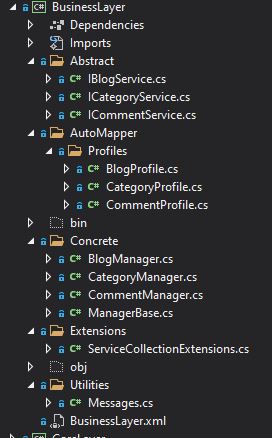 C# BusinessLayer
Dependencies
Imports
Abstract
C# IBlogService.cs
C# ICategoryService.cs
C# ICommentService.cs
AutoMapper
Profiles
C# BlogProfile.cs
C# CategoryProfile.cs
C# CommentProfile.cs
bin
Concrete
C# BlogManager.cs
C# CategoryManager.cs
C# CommentManager.cs
C# ManagerBase.cs
Extensions
C# ServiceCollectionExtensions.cs
obj
Utilities
C# Messages.cs
BusinessLayer.xml